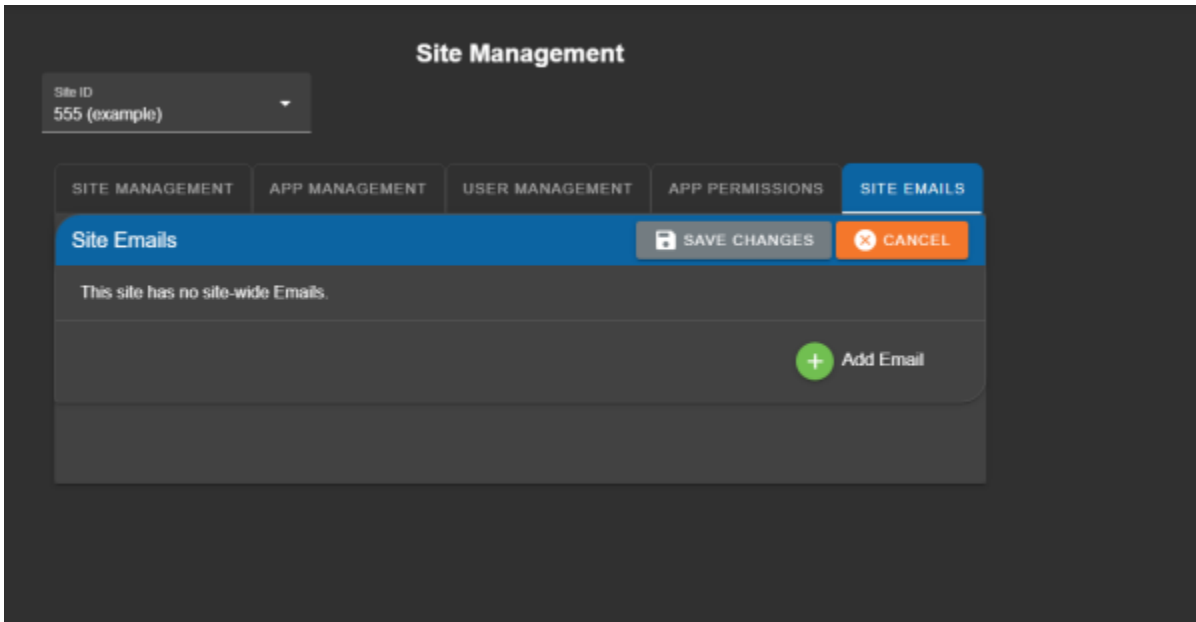 Site Management
Site ID
555 (example)
SITE MANAGEMENT APP MANAGEMENT USER MANAGEMENT APP PERMISSIONS SITE EMAILS
Site Emails SAVE CHANGES CANCEL
This site has no site-wide Emails.
Add Email